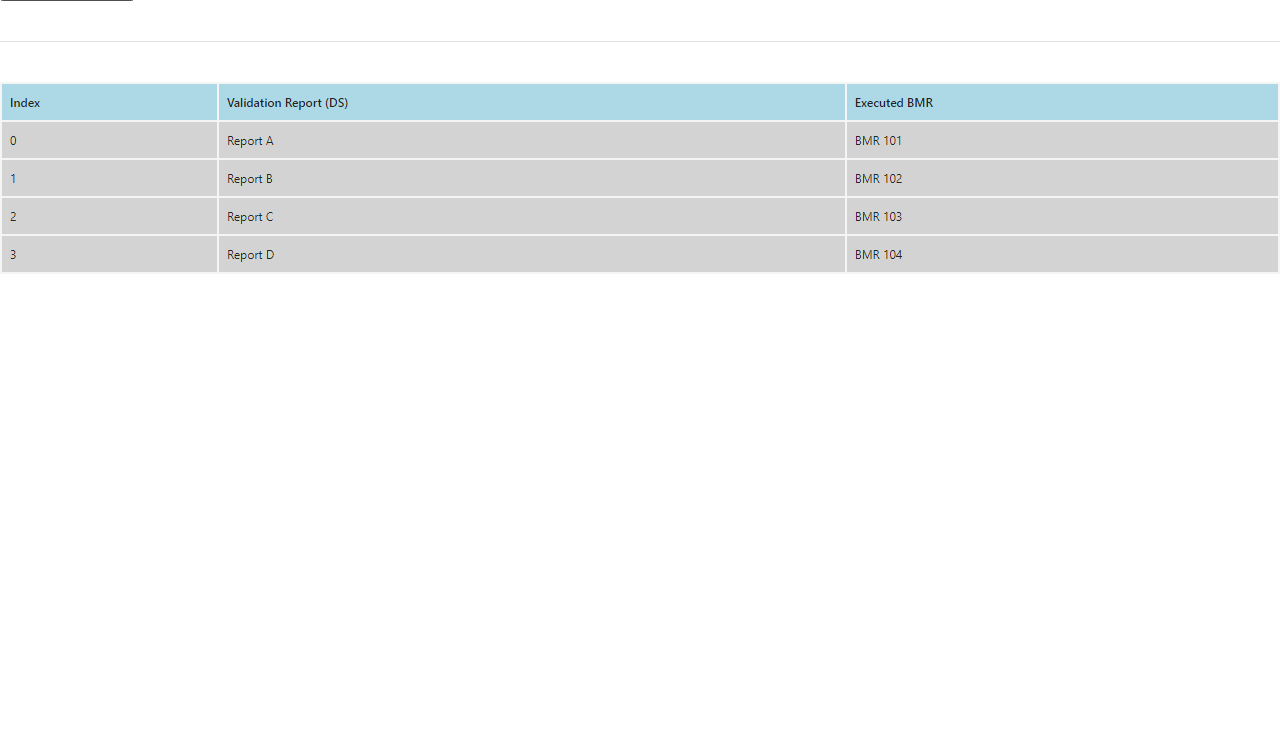 Index Validation Report (DS) Executed BMR
0 Report A BMR 101
1 Report B BMR 102
2 Report C BMR 103
3 Report D BMR 104